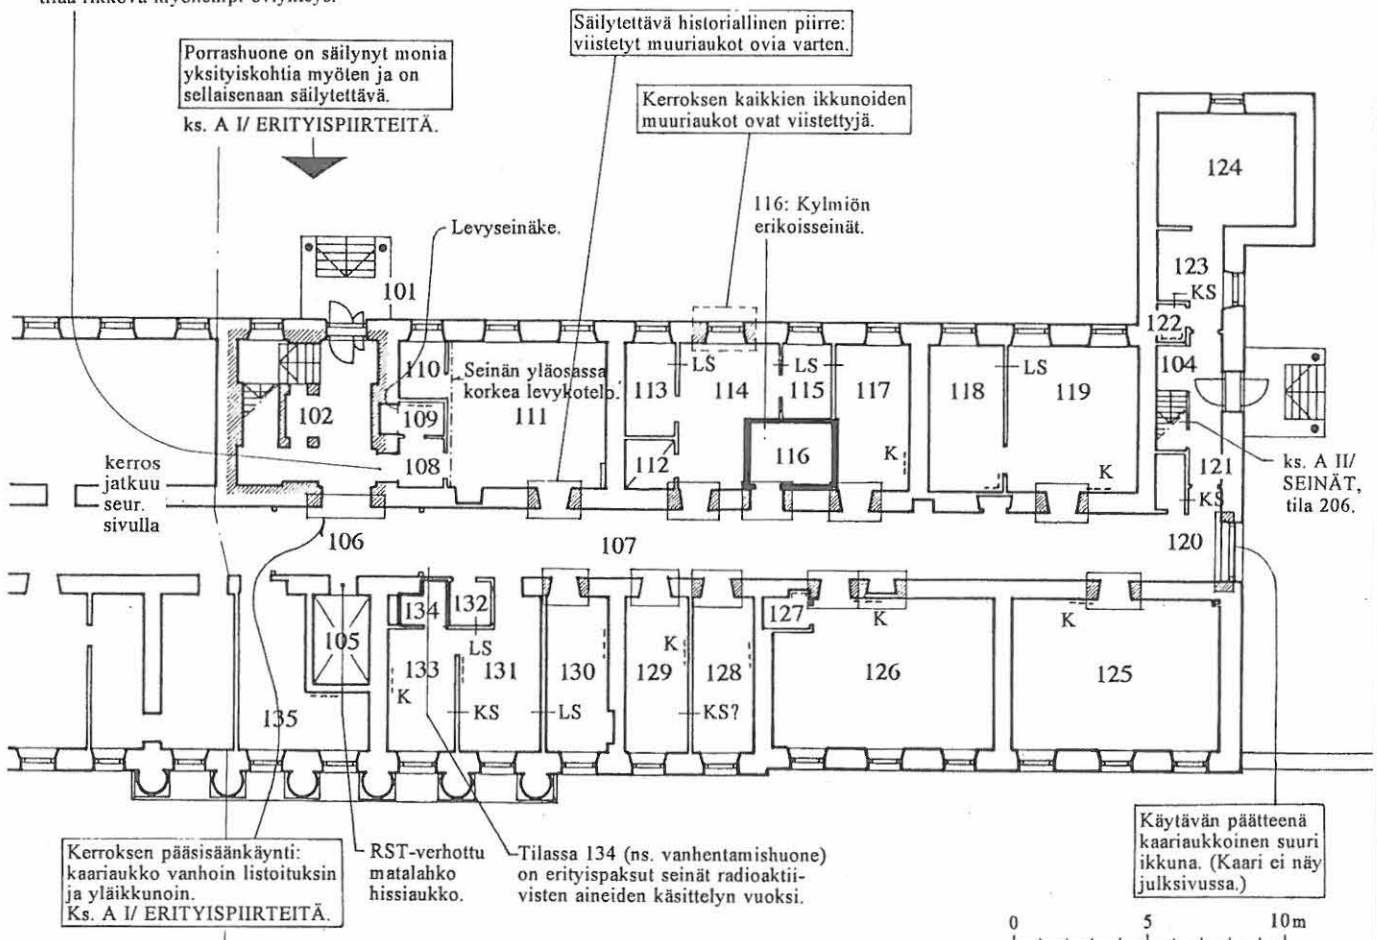 tilaa rikkova
Säilytettävä historiallinen piirre:
viistetyt muuriaukot ovia varten.
Porrashuone on säilynyt monia
yksityiskohtia myöten ja on
sellaisenaan säilytettävä.
ks. A I/ ERITYISPIIRTEITÄ.
Kerroksen kaikkien ikkunoiden
muuriaukot ovat viistettyjä.
116: Kylmiön
erikoisseinät.
Levyseinäke.
124
123
KS
122
104
101
110
Seinän yläosassa
korkea levykotelo.
111
109
108
102
113
LS
114
LS
115
117
118
LS
119
112
116
K
K
121
KS
ks. A II/
SEINÄT,
tila 206.
kerros
jatkuu
seur.
sivulla
106
107
120
105
134
132
LS
133
131
130
129
K
128
127
K
126
K
125
K
KS
LS
KS?
135
Kerroksen pääsisäänkäynti:
kaariaukko vanhoin listoituksin
ja yläikkunoin.
Ks. A I/ ERITYISPIIRTEITÄ.
RST-verhottu
matalahko
hissiaukko.
Tilassa 134 (ns. vanhentamishuone)
on erityispaksut seinät radioaktii-
visten aineiden käsittelyn vuoksi.
Käytävän päätteenä
kaariaukkoinen suuri
ikkuna. (Kaari ei näy
julksivussa.)
0 5 10m